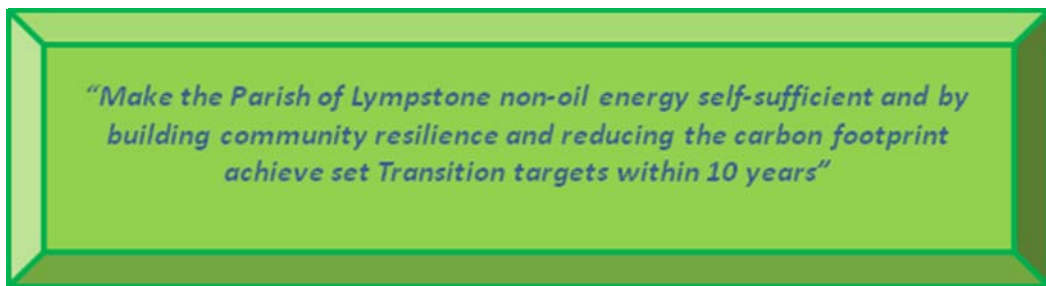 “Make the Parish of Lympstone non-oil energy self-sufficient and by
building community resilience and reducing the carbon footprint
achieve set Transition targets within 10 years”